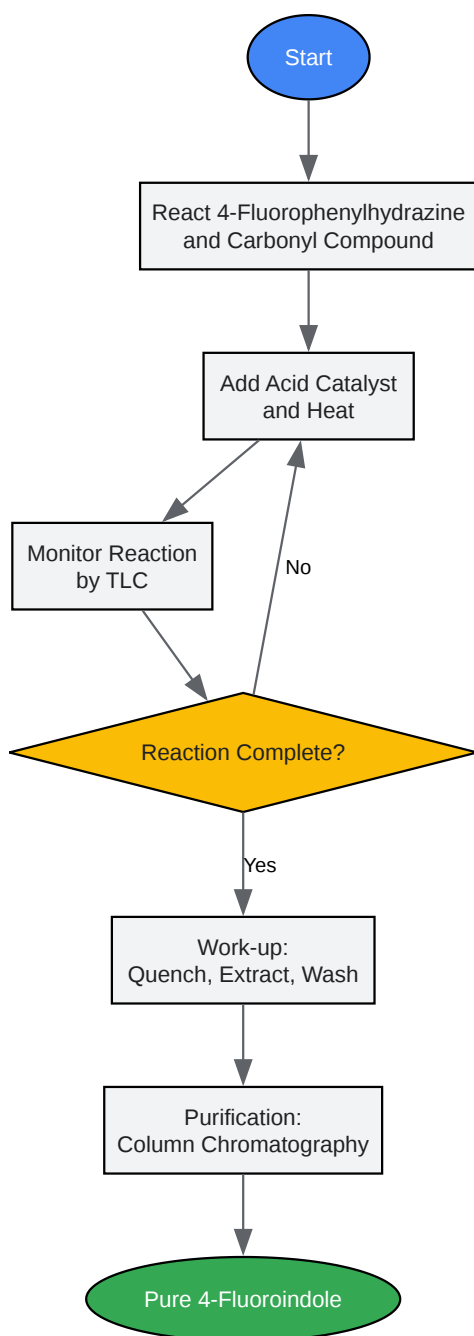 Start
React 4-Fluorophenylhydrazine
and Carbonyl Compound
Add Acid Catalyst
and Heat
Monitor Reaction
by TLC
No
Reaction Complete?
Yes
Work-up:
Quench, Extract, Wash
Purification:
Column Chromatography
Pure 4-Fluoroindole